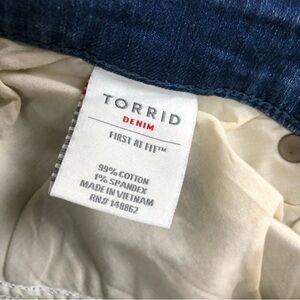 TORRID
DENIM
FIRST AT FIT™
99% COTTON
1% SPANDEX
MADE IN VIETNAM
RN# 148862